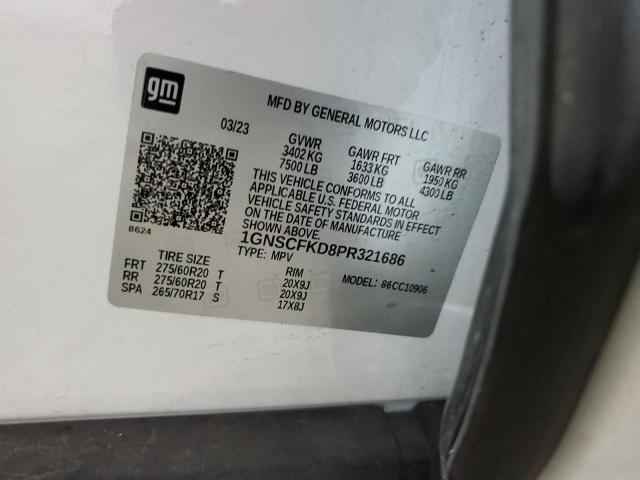 gm
MFD BY GENERAL MOTORS LLC
03/23
GVWR GAWR FRT GAWR RR
3402 KG 1633 KG 1950 KG
7500 LB 3600 LB 4300 LB
THIS VEHICLE CONFORMS TO ALL
APPLICABLE U.S. FEDERAL MOTOR
VEHICLE SAFETY STANDARDS IN EFFECT
ON THE DATE OF MANUFACTURE
SHOWN ABOVE.
8624
1GNSCFKD8PR321686
TYPE: MPV
MODEL: 86CC10906
TIRE SIZE RIM
FRT 275/60R20 T 20X9J
RR 275/60R20 T 20X9J
SPA 265/70R17 S 17X8J